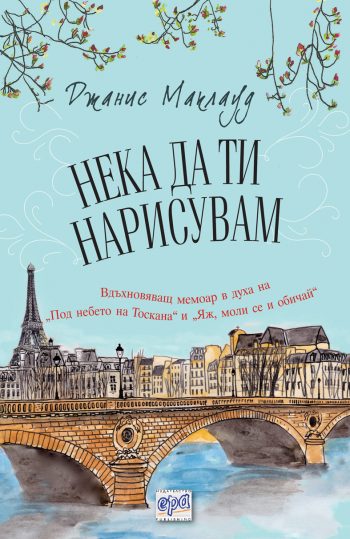 Джанис Маклауд
НЕКА ДА ТИ
НАРИСУВАМ
Вдъхновяващ мемоар в духа на
„Под небето на Тоскана“ и „Яж, моли се и обичай“
ера